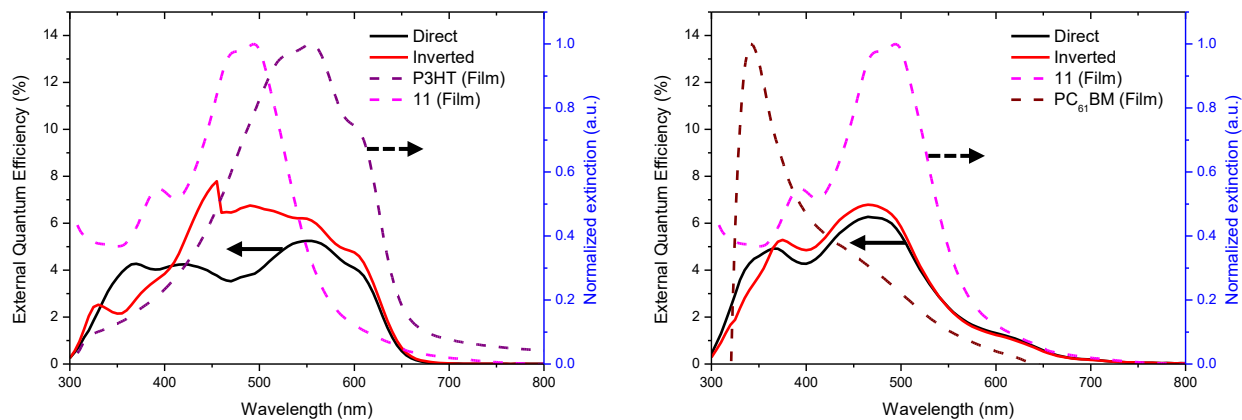 14
12
10
8
6
4
2
0
External Quantum Efficiency (%)
300 400 500 600 700 800
Wavelength (nm)
1.0
0.8
0.6
0.4
0.2
0.0
Normalized extinction (a.u.)
Direct
Inverted
P3HT (Film)
11 (Film)
14
12
10
8
6
4
2
0
External Quantum Efficiency (%)
300 400 500 600 700 800
Wavelength (nm)
1.0
0.8
0.6
0.4
0.2
0.0
Normalized extinction (a.u.)
Direct
Inverted
11 (Film)
PC₆₁BM (Film)